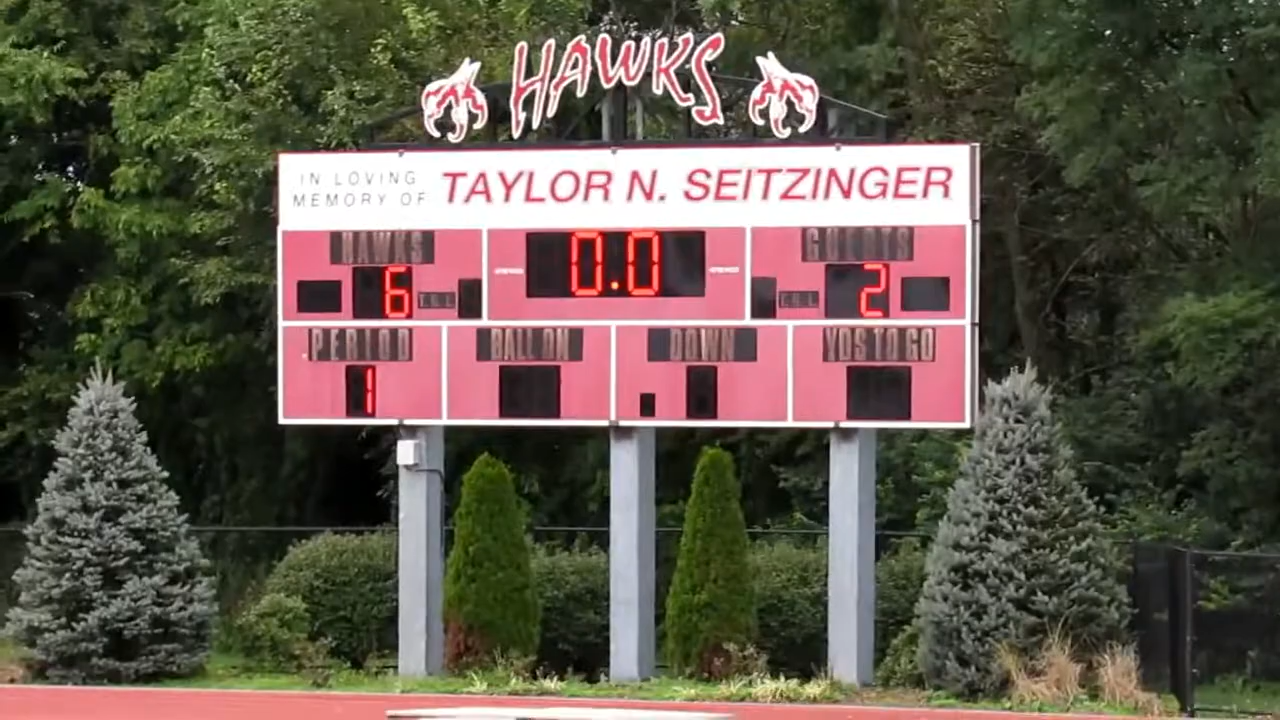 HAWKS
IN LOVING
MEMORY OF
TAYLOR N. SEITZINGER
HAWKS
0.0
GUESTS
6
T.O.L.
T.O.L.
2
PERIOD
BALL ON
DOWN
YDS TO GO
1